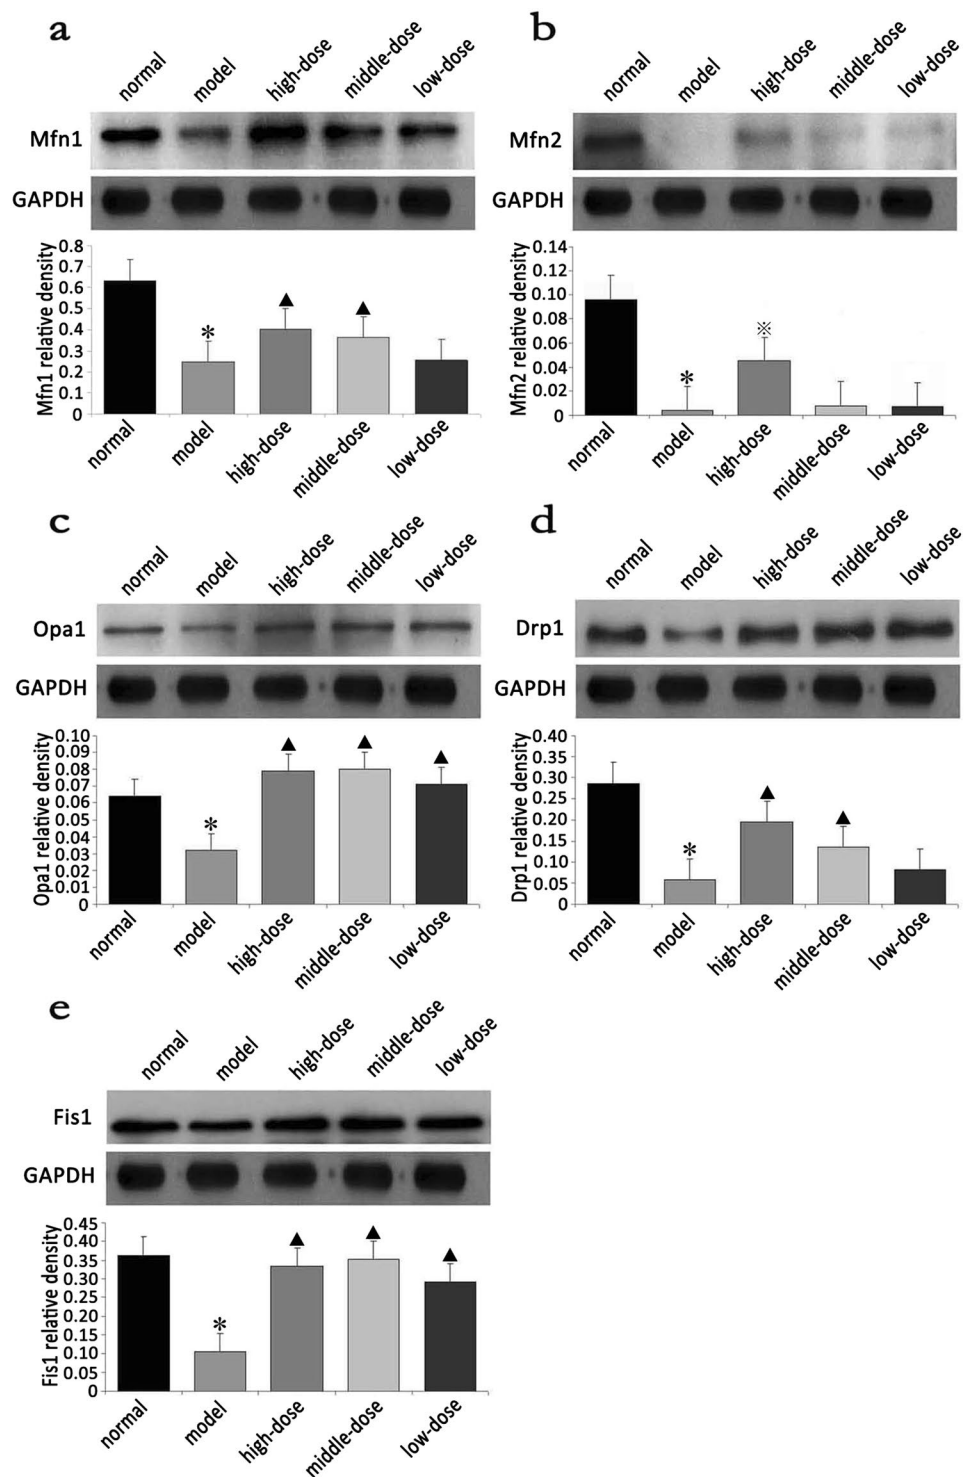 a
normal model high-dose middle-dose low-dose
Mfn1
GAPDH
Mfn1 relative density
0.8
0.7
0.6
0.5
0.4
0.3
0.2
0.1
0
* ▲ ▲
normal model high-dose middle-dose low-dose
b
normal model high-dose middle-dose low-dose
Mfn2
GAPDH
Mfn2 relative density
0.14
0.12
0.10
0.08
0.06
0.04
0.02
0
* ※
normal model high-dose middle-dose low-dose
c
normal model high-dose middle-dose low-dose
Opa1
GAPDH
Opa1 relative density
0.10
0.09
0.08
0.07
0.06
0.05
0.04
0.03
0.02
0.01
0
* ▲ ▲ ▲
normal model high-dose middle-dose low-dose
d
normal model high-dose middle-dose low-dose
Drp1
GAPDH
Drp1 relative density
0.40
0.35
0.30
0.25
0.20
0.15
0.10
0.05
0
* ▲ ▲
normal model high-dose middle-dose low-dose
e
normal model high-dose middle-dose low-dose
Fis1
GAPDH
Fis1 relative density
0.45
0.40
0.35
0.30
0.25
0.20
0.15
0.10
0.05
0
* ▲ ▲ ▲
normal model high-dose middle-dose low-dose